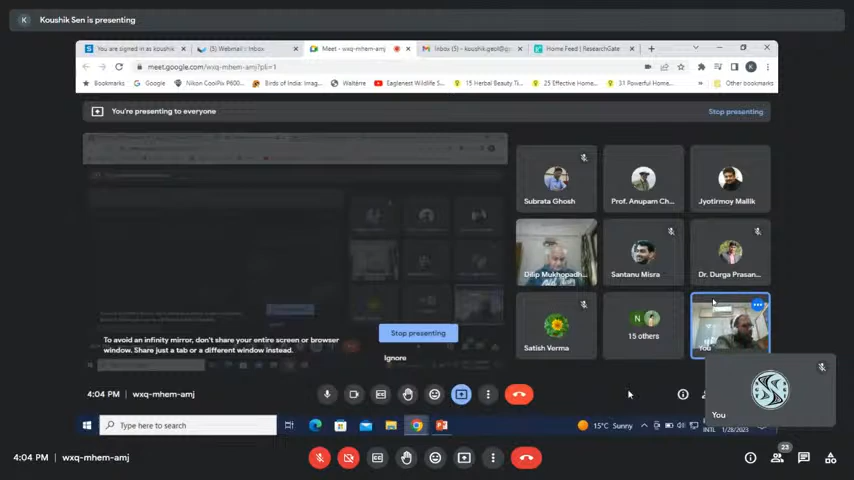 K Koushik Sen is presenting
You are signed in as koushik
Webmail : Inbox
Meet - wxq-mhem-amj
Inbox (5) - koushik.geol@g
Home Feed | ResearchGate
meet.google.com/wxq-mhem-amj?pli=1
Bookmarks
Google
Nikon CoolPix P600...
Birds of India: Imag...
Eaglenest Wildlife S...
15 Herbal Beauty T...
25 Effective Home...
31 Powerful Home...
Other bookmarks
You're presenting to everyone
Stop presenting
Subrata Ghosh
Prof. Anupam Ch...
Jyotirmoy Mallik
Dilip Mukhopadh...
Santanu Misra
Dr. Durga Prasan...
Satish Verma
N
15 others
You
Stop presenting
To avoid an infinity mirror, don't share your entire screen or browser
window. Share just a tab or a different window instead.
Ignore
4:04 PM | wxq-mhem-amj
You
Type here to search
15°C Sunny
INTL
1/28/2023
4:04 PM | wxq-mhem-amj
23